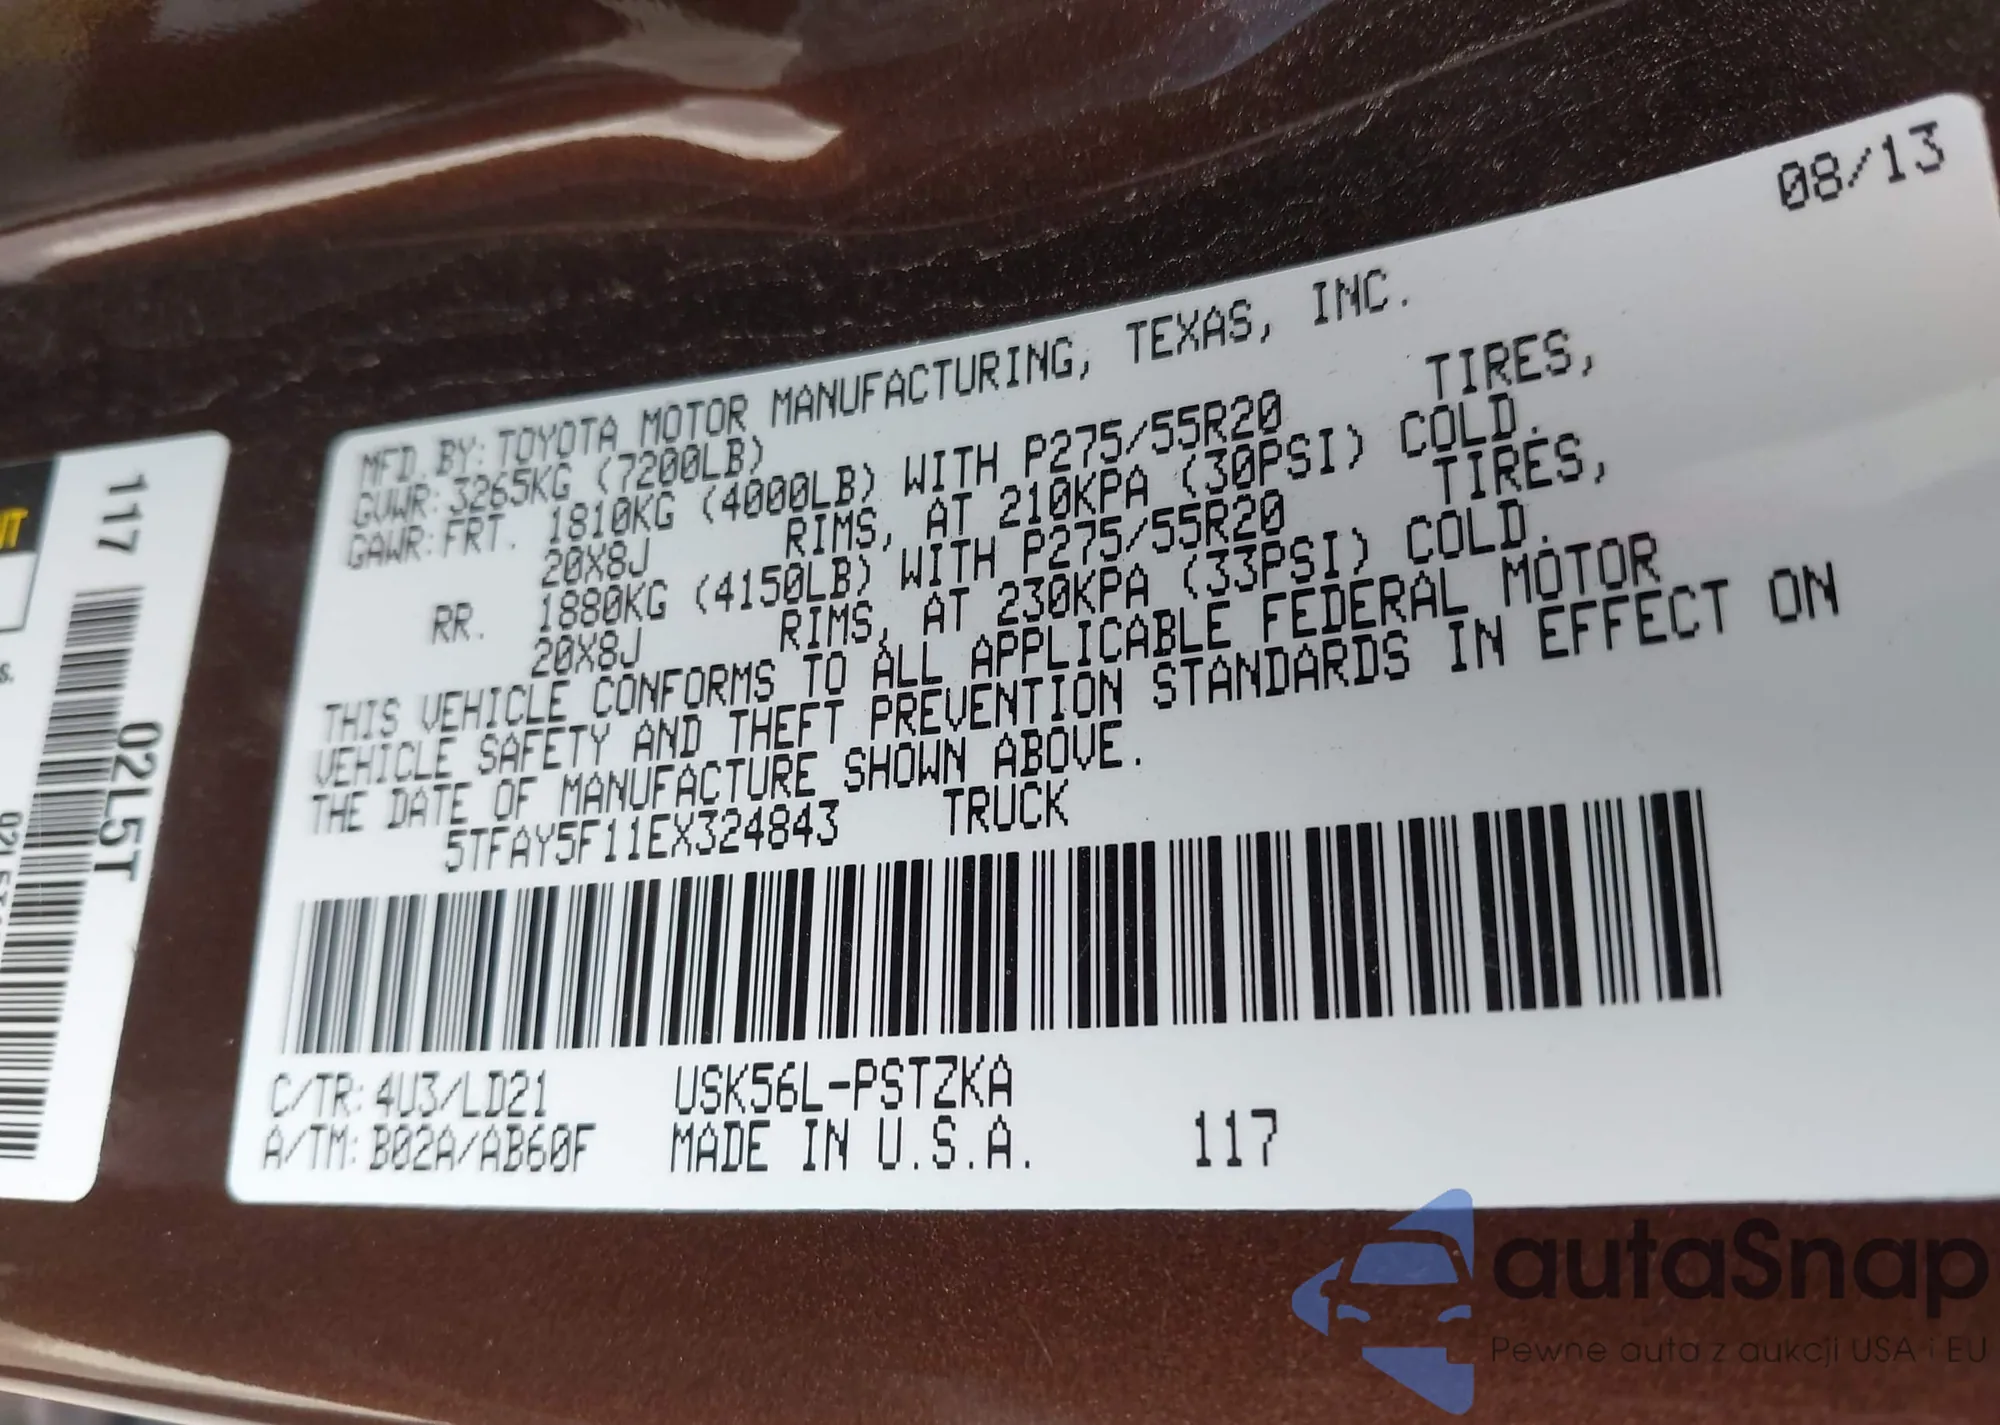 08/13
MFD. BY: TOYOTA MOTOR MANUFACTURING, TEXAS, INC.
GVWR: 3265KG (7200LB)
GAWR: FRT. 1810KG (4000LB) WITH P275/55R20 TIRES,
20X8J RIMS, AT 210KPA (30PSI) COLD.
RR. 1880KG (4150LB) WITH P275/55R20 TIRES,
20X8J RIMS, AT 230KPA (33PSI) COLD.
THIS VEHICLE CONFORMS TO ALL APPLICABLE FEDERAL MOTOR
VEHICLE SAFETY AND THEFT PREVENTION STANDARDS IN EFFECT ON
THE DATE OF MANUFACTURE SHOWN ABOVE.
5TFAY5F11EX324843 TRUCK
C/TR: 4U3/LD21 USK56L-PSTZKA
A/TM: B02A/AB60F MADE IN U.S.A. 117
117
02L5T
autaSnap
Pewne auta z aukcji USA i EU